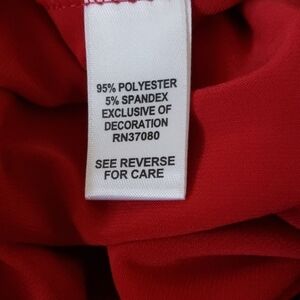 95% POLYESTER
5% SPANDEX
EXCLUSIVE OF
DECORATION
RN37080
SEE REVERSE
FOR CARE